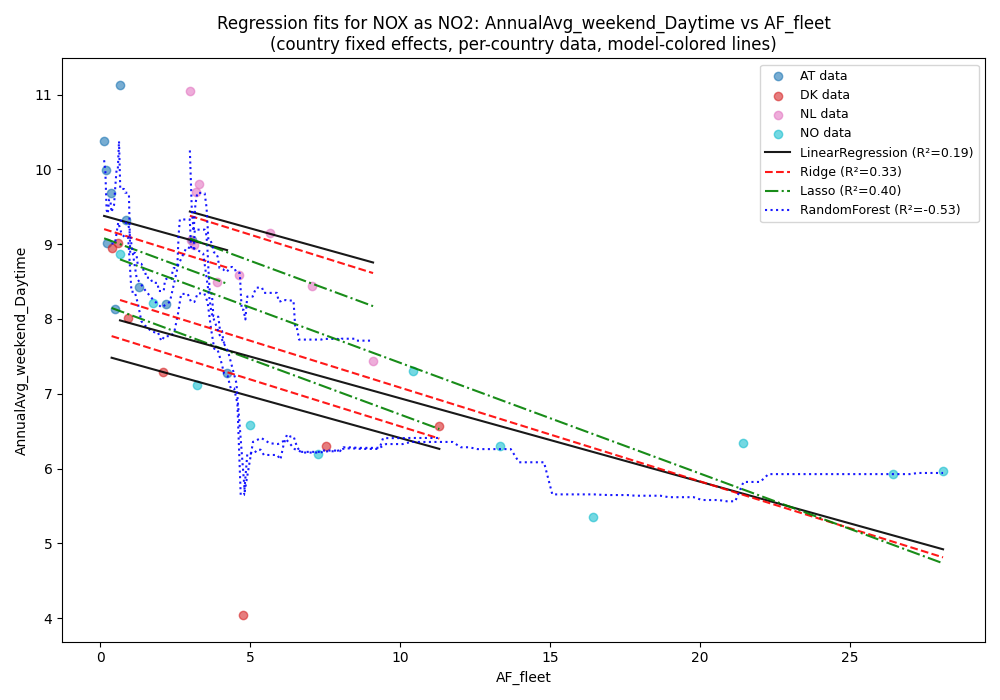 Regression fits for NOX as NO2: AnnualAvg_weekend_Daytime vs AF_fleet
(country fixed effects, per-country data, model-colored lines)
AT data
DK data
NL data
NO data
LinearRegression (R²=0.19)
Ridge (R²=0.33)
Lasso (R²=0.40)
RandomForest (R²=-0.53)
AnnualAvg_weekend_Daytime
11
10
9
8
7
6
5
4
0
5
10
15
20
25
AF_fleet